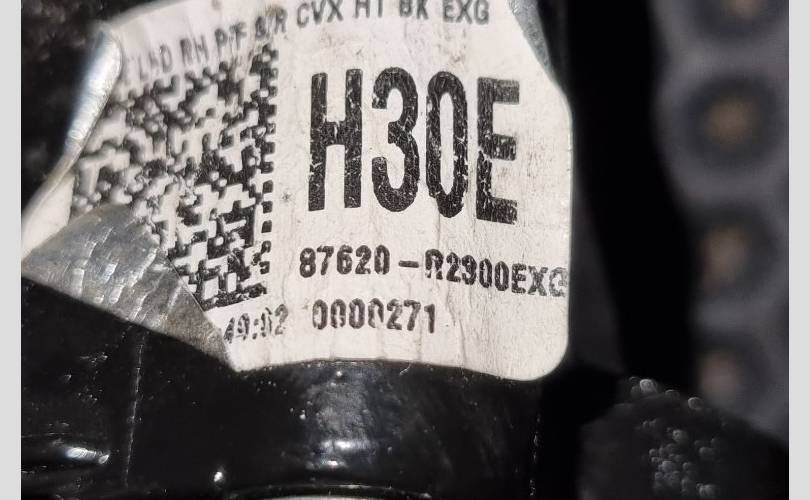 RH P/F S/R CVX HT BK EXG
H30E
87620-R2900EXG
49:02 0000271